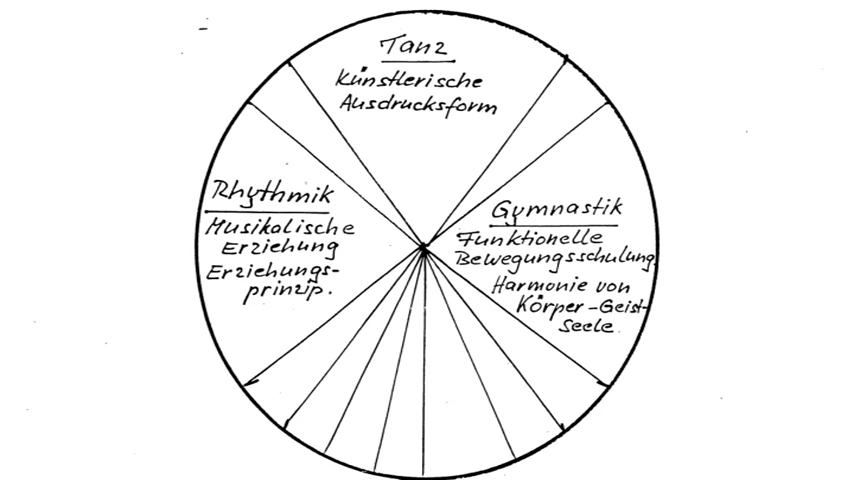 Tanz
Künstlerische
Ausdrucksform
Rhythmik
Musikalische
Erziehung
Erziehungs-
prinzip.
Gymnastik
Funktionelle
Bewegungsschulung
Harmonie von
Körper-Geist-
Seele.